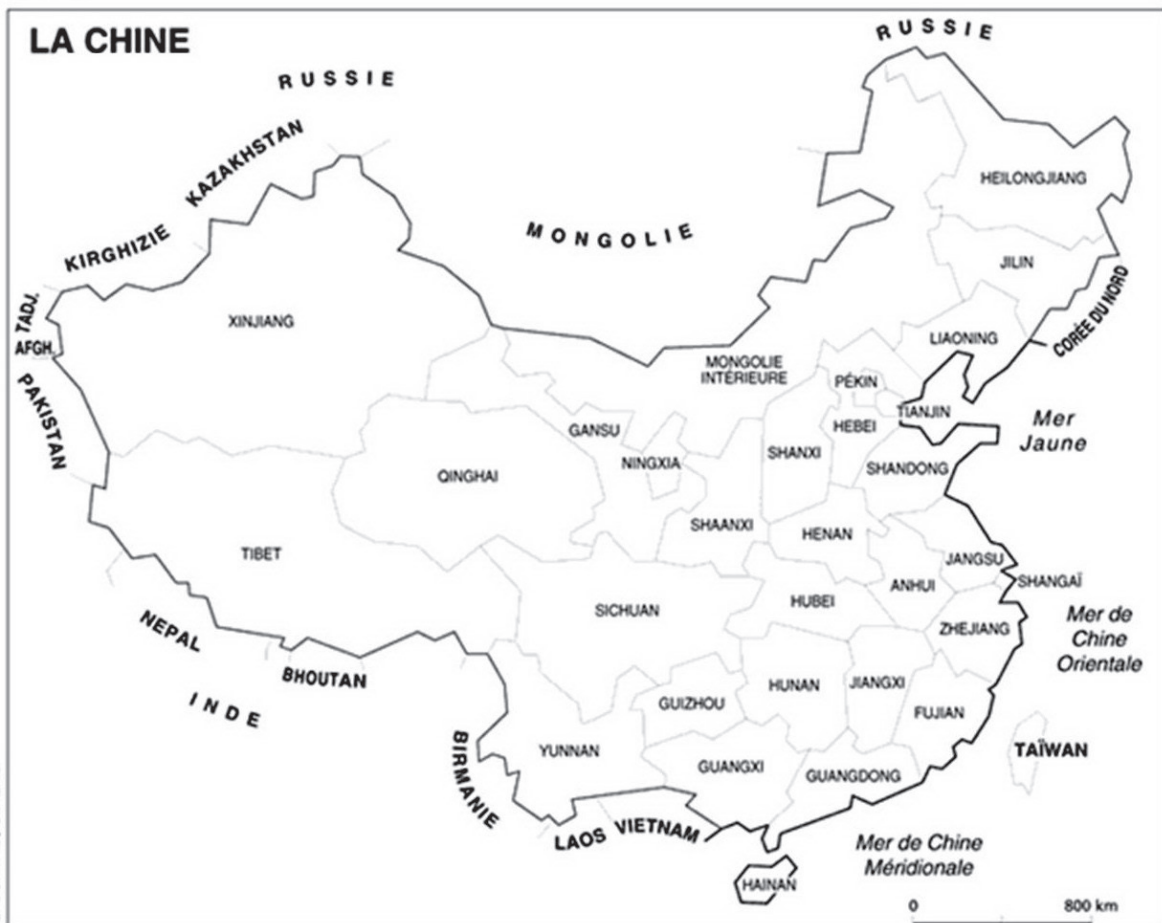 LA CHINE
RUSSIE
RUSSIE
KAZAKHSTAN
KIRGHIZIE
TADJ.
AFGH.
PAKISTAN
MONGOLIE
HEILONGJIANG
JILIN
CORÉE DU NORD
LIAONING
XINJIANG
MONGOLIE
INTÉRIEURE
PÉKIN
TIANJIN
HEBEI
Mer
Jaune
GANSU
NINGXIA
SHANXI
SHANDONG
QINGHAI
SHAANXI
HENAN
TIBET
JANGSU
SHANGAÏ
ANHUI
SICHUAN
HUBEI
ZHEJIANG
Mer de
Chine
Orientale
NEPAL
BHOUTAN
INDE
GUIZHOU
HUNAN
JIANGXI
FUJIAN
BIRMANIE
YUNNAN
GUANGXI
GUANGDONG
TAÏWAN
LAOS
VIETNAM
Mer de Chine
Méridionale
HAINAN
0 800 km